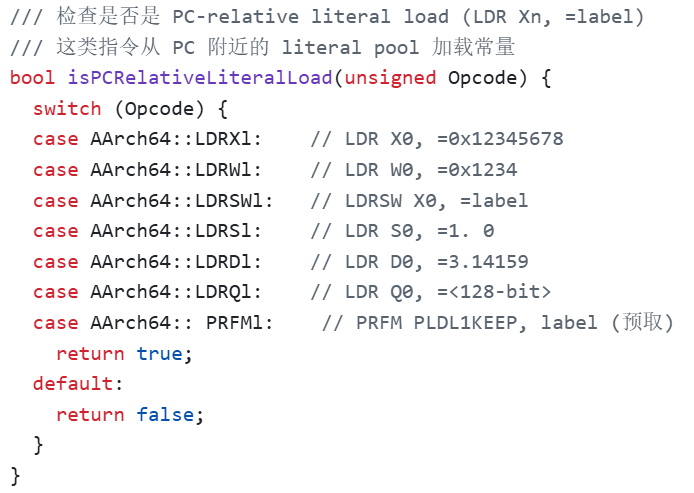 /// 检查是否是 PC-relative literal load (LDR Xn, =label)
/// 这类指令从 PC 附近的 literal pool 加载常量
bool isPCRelativeLiteralLoad(unsigned Opcode) {
  switch (Opcode) {
  case AArch64::LDRXl:    // LDR X0, =0x12345678
  case AArch64::LDRWl:    // LDR W0, =0x1234
  case AArch64::LDRSWl:   // LDRSW X0, =label
  case AArch64::LDRSl:    // LDR S0, =1. 0
  case AArch64::LDRDl:    // LDR D0, =3.14159
  case AArch64::LDRQl:    // LDR Q0, =<128-bit>
  case AArch64:: PRFMl:    // PRFM PLDL1KEEP, label (预取)
    return true;
  default:
    return false;
  }
}